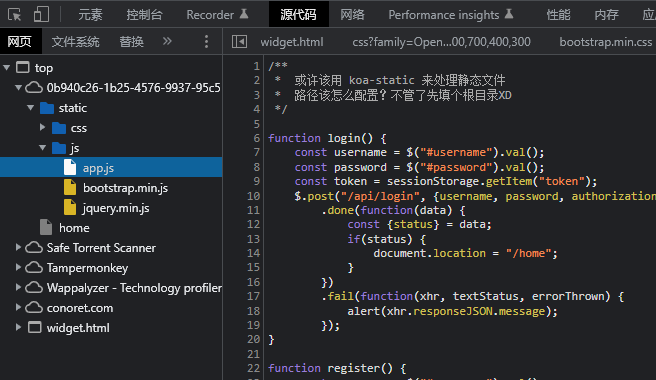 元素 控制台 Recorder 源代码 网络 Performance insights 性能 内存 应
网页 文件系统 替换 »
widget.html css?family=Open…00,700,400,300 bootstrap.min.css
top
0b940c26-1b25-4576-9937-95c5
static
css
js
app.js
bootstrap.min.js
jquery.min.js
home
Safe Torrent Scanner
Tampermonkey
Wappalyzer - Technology profiler
conoret.com
widget.html
1 /**
2 * 或许该用 koa-static 来处理静态文件
3 * 路径该怎么配置？不管了先填个根目录XD
4 */
5
6 function login() {
7 const username = $("#username").val();
8 const password = $("#password").val();
9 const token = sessionStorage.getItem("token");
10 $.post("/api/login", {username, password, authorization
11 .done(function(data) {
12 const {status} = data;
13 if(status) {
14 document.location = "/home";
15 }
16 })
17 .fail(function(xhr, textStatus, errorThrown) {
18 alert(xhr.responseJSON.message);
19 });
20 }
21
22 function register() {